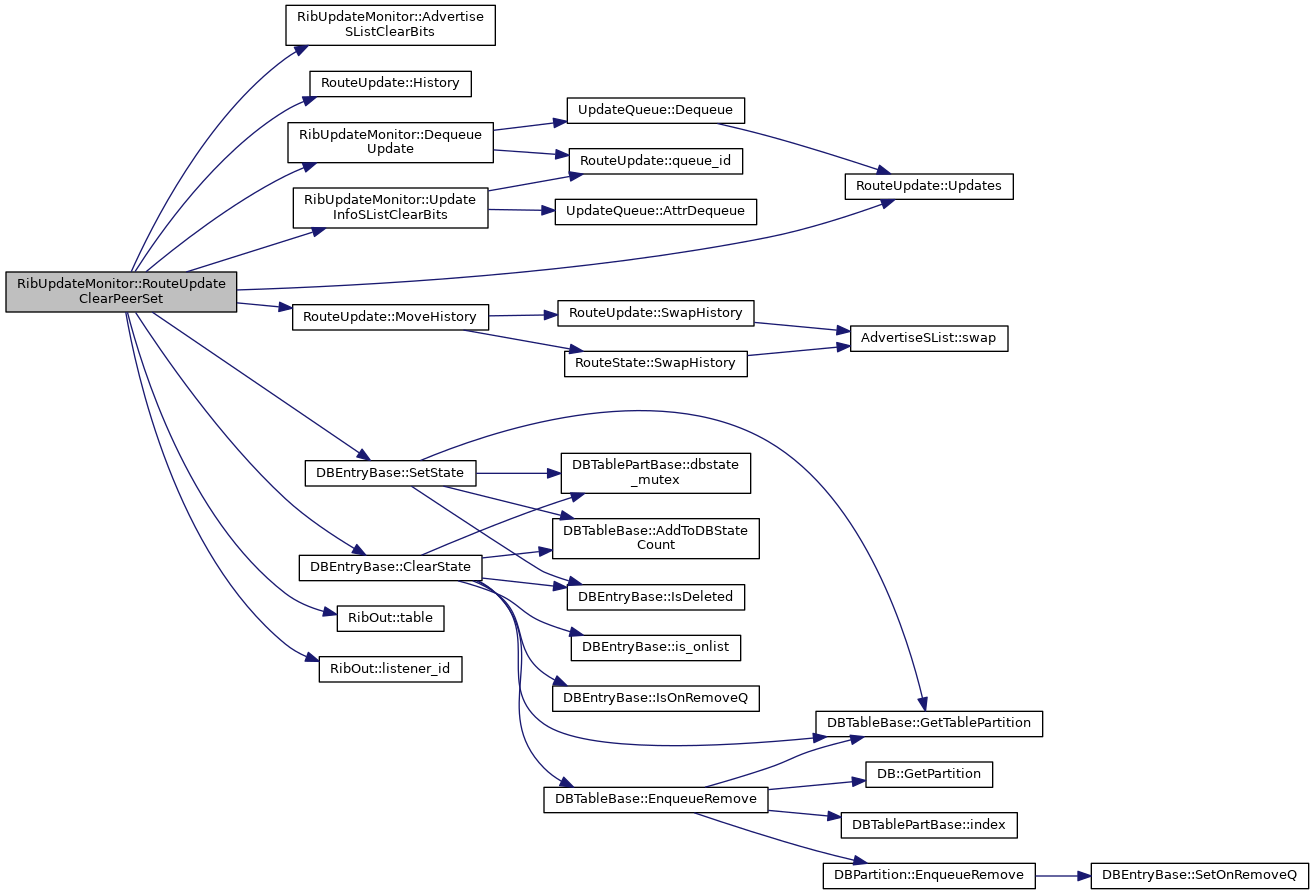 RibUpdateMonitor::Advertise
SListClearBits
RouteUpdate::History
UpdateQueue::Dequeue
RibUpdateMonitor::Dequeue
Update
RouteUpdate::queue_id
RouteUpdate::Updates
RibUpdateMonitor::Update
InfoSListClearBits
UpdateQueue::AttrDequeue
RibUpdateMonitor::RouteUpdate
ClearPeerSet
RouteUpdate::MoveHistory
RouteUpdate::SwapHistory
AdvertiseSList::swap
RouteState::SwapHistory
DBEntryBase::SetState
DBTablePartBase::dbstate
_mutex
DBTableBase::AddToDBState
Count
DBEntryBase::ClearState
DBEntryBase::IsDeleted
RibOut::table
DBEntryBase::is_onlist
RibOut::listener_id
DBEntryBase::IsOnRemoveQ
DBTableBase::GetTablePartition
DB::GetPartition
DBTableBase::EnqueueRemove
DBTablePartBase::index
DBPartition::EnqueueRemove
DBEntryBase::SetOnRemoveQ